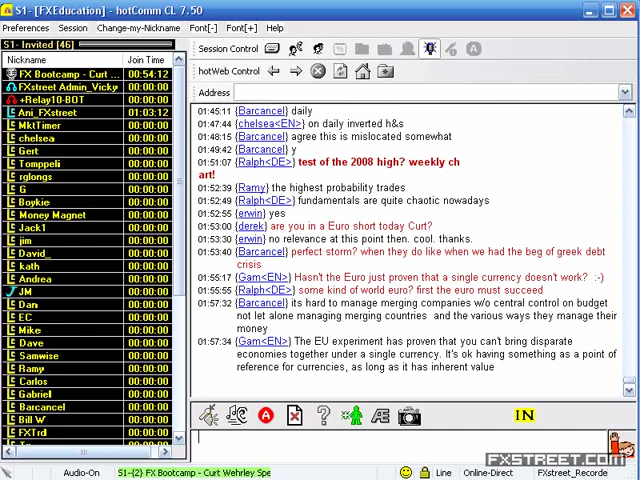 S1- [FXEducation] - hotComm CL 7.50
Preferences Session Change-my-Nickname Font[-] Font[+] Help
S1- Invited [46]
Nickname Join Time
FX Bootcamp - Curt ... 00:54:12
FXstreet Admin_Vicky 00:00:00
+Relay10-BOT 00:00:00
Ani_FXstreet 01:03:12
MktTimer 00:00:00
chelsea 00:00:00
Gert 00:00:00
Tomppeli 00:00:00
rglongs 00:00:00
G 00:00:00
Boykie 00:00:00
Money Magnet 00:00:00
Jack1 00:00:00
jim 00:00:00
David_ 00:00:00
kath 00:00:00
Andrea 00:00:00
JM 00:00:00
Dan 00:00:00
EC 00:00:00
Mike 00:00:00
Dave 00:00:00
Samwise 00:00:00
Ramy 00:00:00
Carlos 00:00:00
Gabriel 00:00:00
Barcancel 00:00:00
Bill W 00:00:00
FXTrd 00:00:00
Session Control
hotWeb Control
Address
01:45:11 {Barcancel} daily
01:47:44 {chelsea<EN>} on daily inverted h&s
01:48:15 {Barcancel} agree this is mislocated somewhat
01:49:42 {Barcancel} y
01:51:07 {Ralph<DE>} test of the 2008 high? weekly ch
art!
01:52:39 {Ramy} the highest probability trades
01:52:49 {Ralph<DE>} fundamentals are quite chaotic nowadays
01:52:55 {erwin} yes
01:53:00 {derek} are you in a Euro short today Curt?
01:53:30 {erwin} no relevance at this point then. cool. thanks.
01:53:40 {Barcancel} perfect storm? when they do like when we had the beg of greek debt
crisis
01:55:17 {Gam<EN>} Hasn't the Euro just proven that a single currency doesn't work? :-)
01:55:55 {Ralph<DE>} some kind of world euro? first the euro must succeed
01:57:32 {Barcancel} its hard to manage merging companies w/o central control on budget
not let alone managing merging countries and the various ways they manage their
money
01:57:34 {Gam<EN>} The EU experiment has proven that you can't bring disparate
economies together under a single currency. It's ok having something as a point of
reference for currencies, as long as it has inherent value
IN
FXSTREET.COM
Audio-On S1-{2} FX Bootcamp - Curt Wehrley Spe Line Online-Direct FXstreet_Recorde